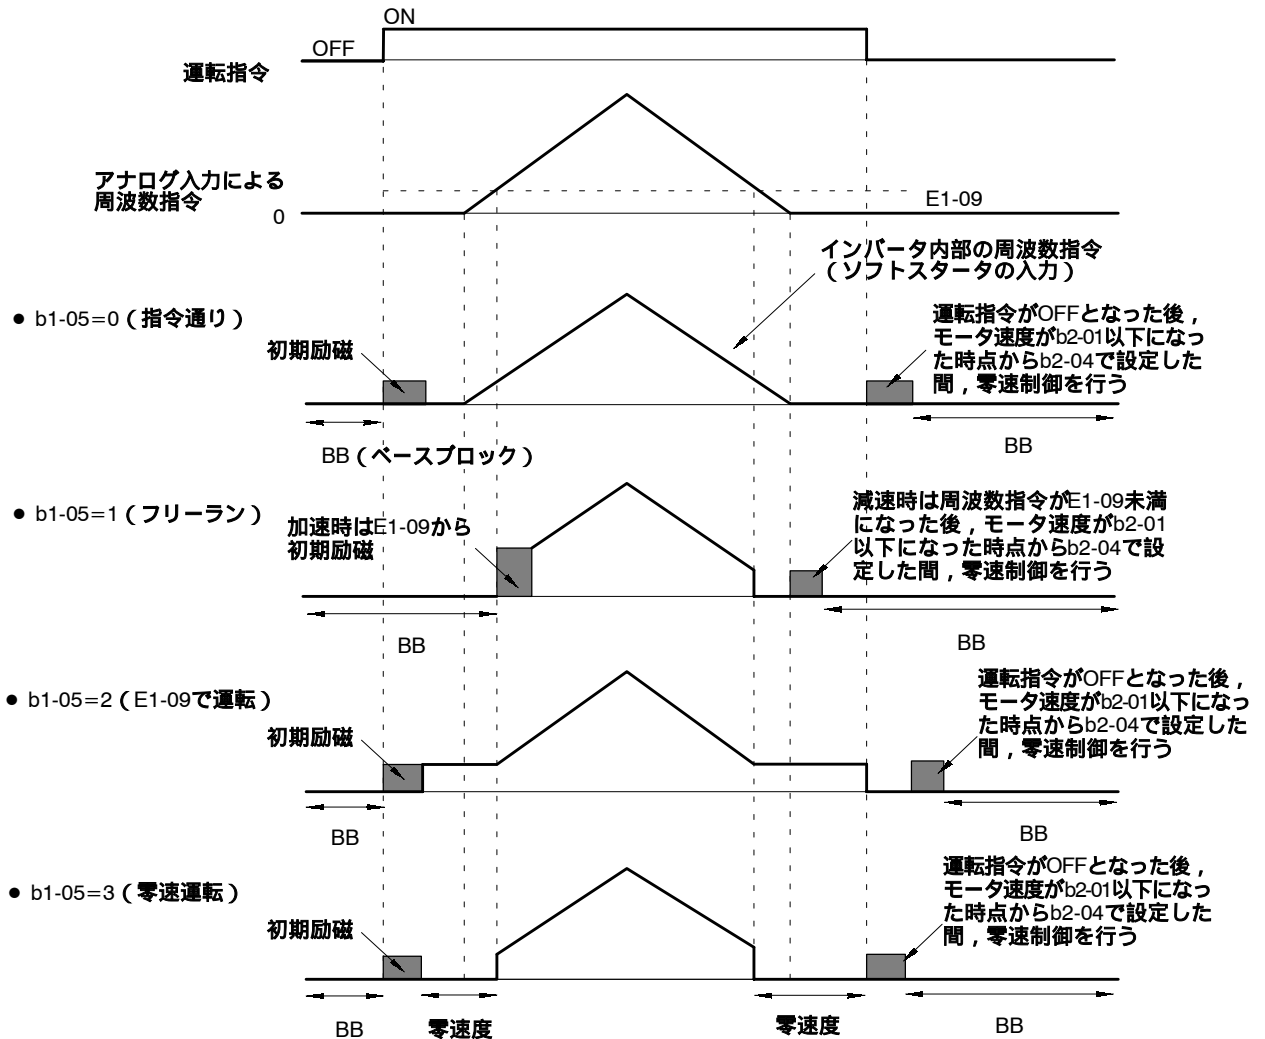 ON
OFF
運転指令
アナログ入力による
周波数指令
0
E1-09
インバータ内部の周波数指令
(ソフトスタータの入力)
● b1-05=0(指令通り)
初期励磁
運転指令がOFFとなった後,
モータ速度がb2-01以下になっ
た時点からb2-04で設定した
間,零速制御を行う
BB(ベースブロック)
BB
● b1-05=1(フリーラン)
加速時はE1-09から
初期励磁
減速時は周波数指令がE1-09未満
になった後,モータ速度がb2-01
以下になった時点からb2-04で設
定した間,零速制御を行う
BB
BB
● b1-05=2(E1-09で運転)
初期励磁
運転指令がOFFとなった後,
モータ速度がb2-01以下になっ
た時点からb2-04で設定した
間,零速制御を行う
BB
BB
● b1-05=3(零速運転)
初期励磁
運転指令がOFFとなった後,
モータ速度がb2-01以下になっ
た時点からb2-04で設定した
間,零速制御を行う
BB
零速度
零速度
BB